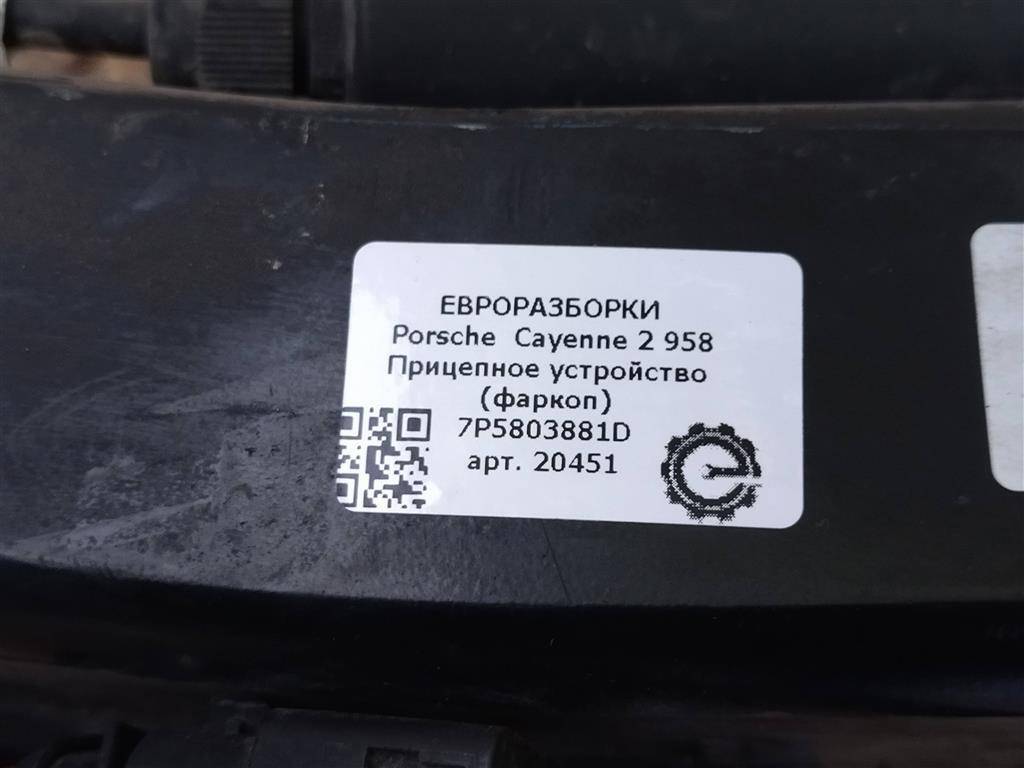 ЕВРОРАЗБОРКИ
Porsche Cayenne 2 958
Прицепное устройство
(фаркоп)
7P5803881D
арт. 20451